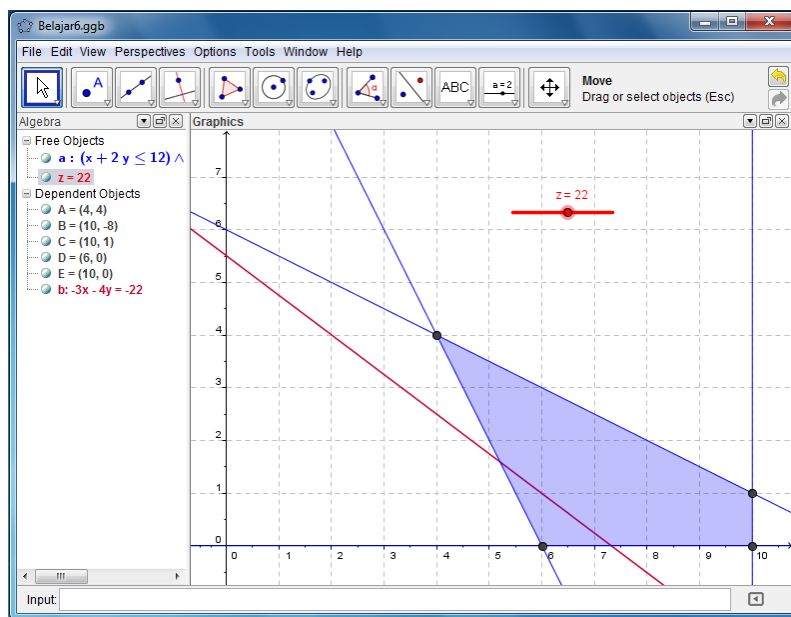 Belajar6.ggb
File Edit View Perspectives Options Tools Window Help
A
α
ABC
a=2
Move
Drag or select objects (Esc)
Algebra
Graphics
Free Objects
a : (x + 2 y ≤ 12) ∧
z = 22
Dependent Objects
A = (4, 4)
B = (10, -8)
C = (10, 1)
D = (6, 0)
E = (10, 0)
b: -3x - 4y = -22
z = 22
7
6
5
4
3
2
1
0
0 1 2 3 4 5 6 7 8 9 10
Input: